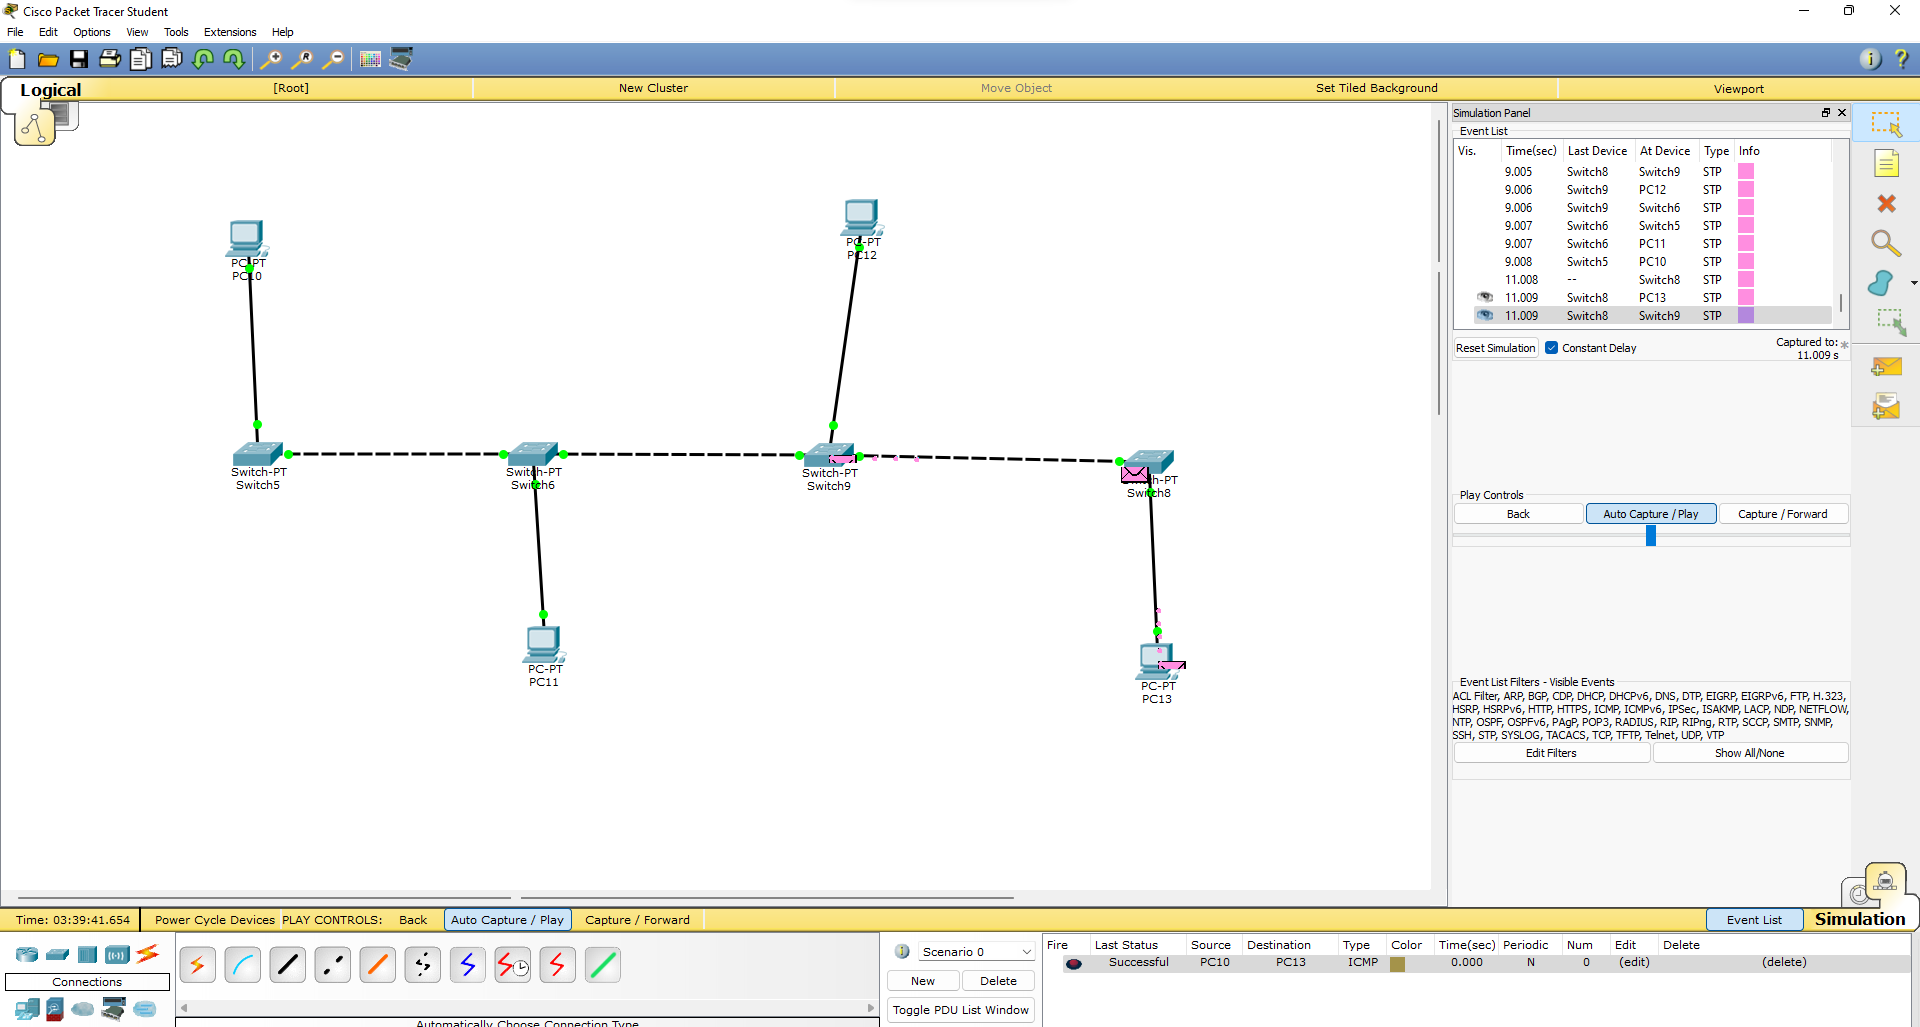 Cisco Packet Tracer Student
File Edit Options View Tools Extensions Help
Logical
[Root]
New Cluster
Move Object
Set Tiled Background
Viewport
PC-PT
PC10
PC-PT
PC12
Switch-PT
Switch5
Switch-PT
Switch6
Switch-PT
Switch9
Switch8
PC-PT
PC11
PC-PT
PC13
Simulation Panel
Event List
Vis. Time(sec) Last Device At Device Type Info
9.005 Switch8 Switch9 STP
9.006 Switch9 PC12 STP
9.006 Switch9 Switch6 STP
9.007 Switch6 Switch5 STP
9.007 Switch6 PC11 STP
9.008 Switch5 PC10 STP
11.008 -- Switch8 STP
11.009 Switch8 PC13 STP
11.009 Switch8 Switch9 STP
Reset Simulation Constant Delay
Captured to: *
11.009 s
Play Controls
Back Auto Capture / Play Capture / Forward
Event List Filters - Visible Events
ACL Filter, ARP, BGP, CDP, DHCP, DHCPv6, DNS, DTP, EIGRP, EIGRPv6, FTP, H.323,
HSRP, HSRPv6, HTTP, HTTPS, ICMP, ICMPv6, IPSec, ISAKMP, LACP, NDP, NETFLOW,
NTP, OSPF, OSPFv6, PAgP, POP3, RADIUS, RIP, RIPng, RTP, SCCP, SMTP, SNMP,
SSH, STP, SYSLOG, TACACS, TCP, TFTP, Telnet, UDP, VTP
Edit Filters Show All/None
Time: 03:39:41.654 Power Cycle Devices PLAY CONTROLS: Back Auto Capture / Play Capture / Forward
Event List Simulation
Connections
Automatically Choose Connection Type
Scenario 0
New Delete
Toggle PDU List Window
Fire Last Status Source Destination Type Color Time(sec) Periodic Num Edit Delete
Successful PC10 PC13 ICMP 0.000 N 0 (edit) (delete)